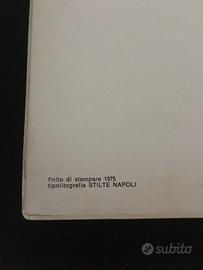 finito di stampare 1975
tipolitografia STILTE NAPOLI
subito